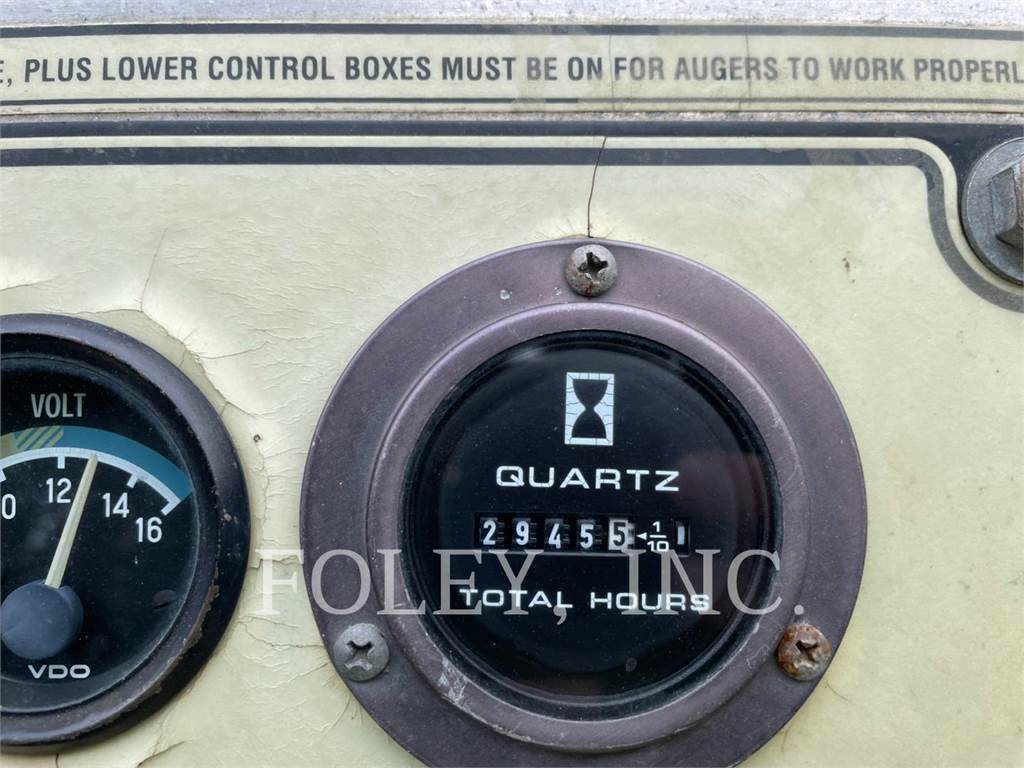 , PLUS LOWER CONTROL BOXES MUST BE ON FOR AUGERS TO WORK PROPERL
VOLT
0 12 14 16
VDO
QUARTZ
29455 ◄1/10
TOTAL HOURS
FOLEY, INC.